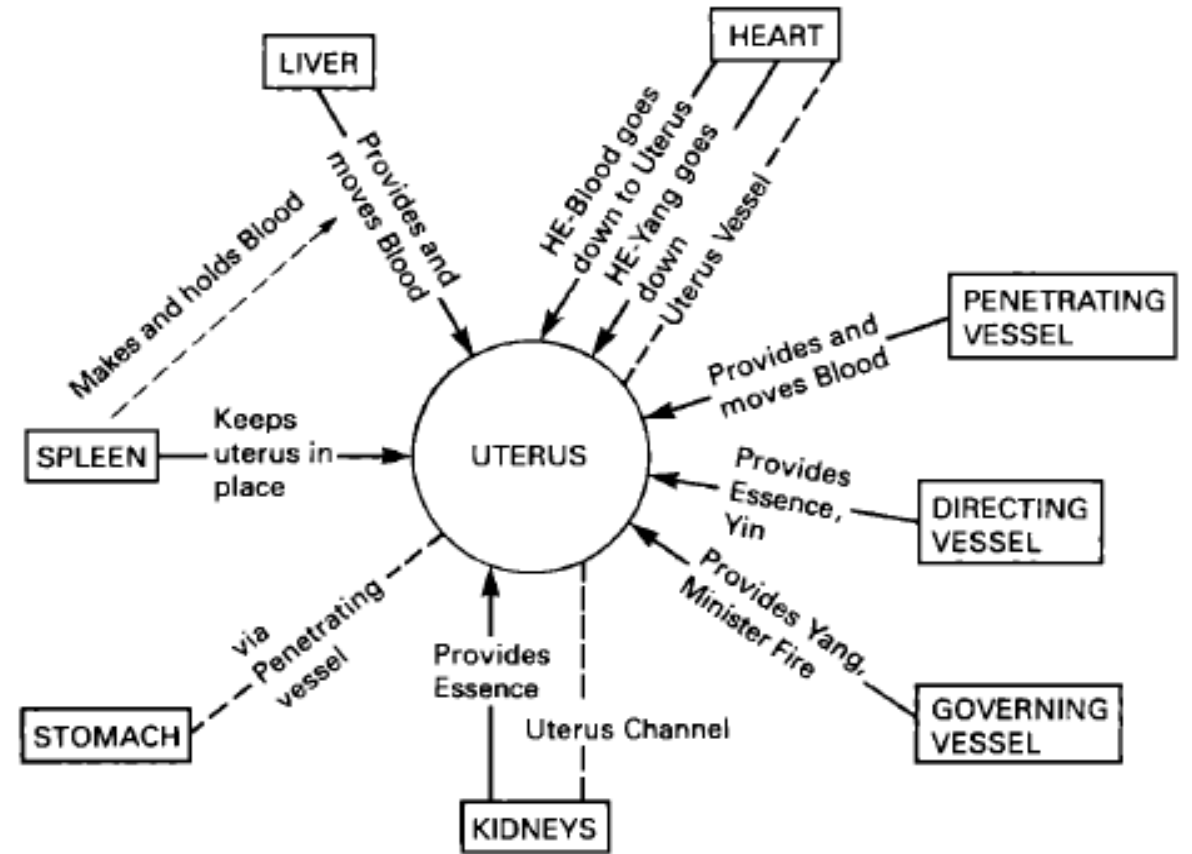 HEART
LIVER
HE-Blood goes
down to Uterus
HE-Yang goes
down
Uterus Vessel
Provides and
moves Blood
Makes and holds Blood
PENETRATING
VESSEL
Provides and
moves Blood
SPLEEN
Keeps
uterus in
place
UTERUS
Provides
Essence,
Yin
DIRECTING
VESSEL
Provides Yang,
Minister Fire
GOVERNING
VESSEL
via
Penetrating
vessel
STOMACH
Provides
Essence
Uterus Channel
KIDNEYS